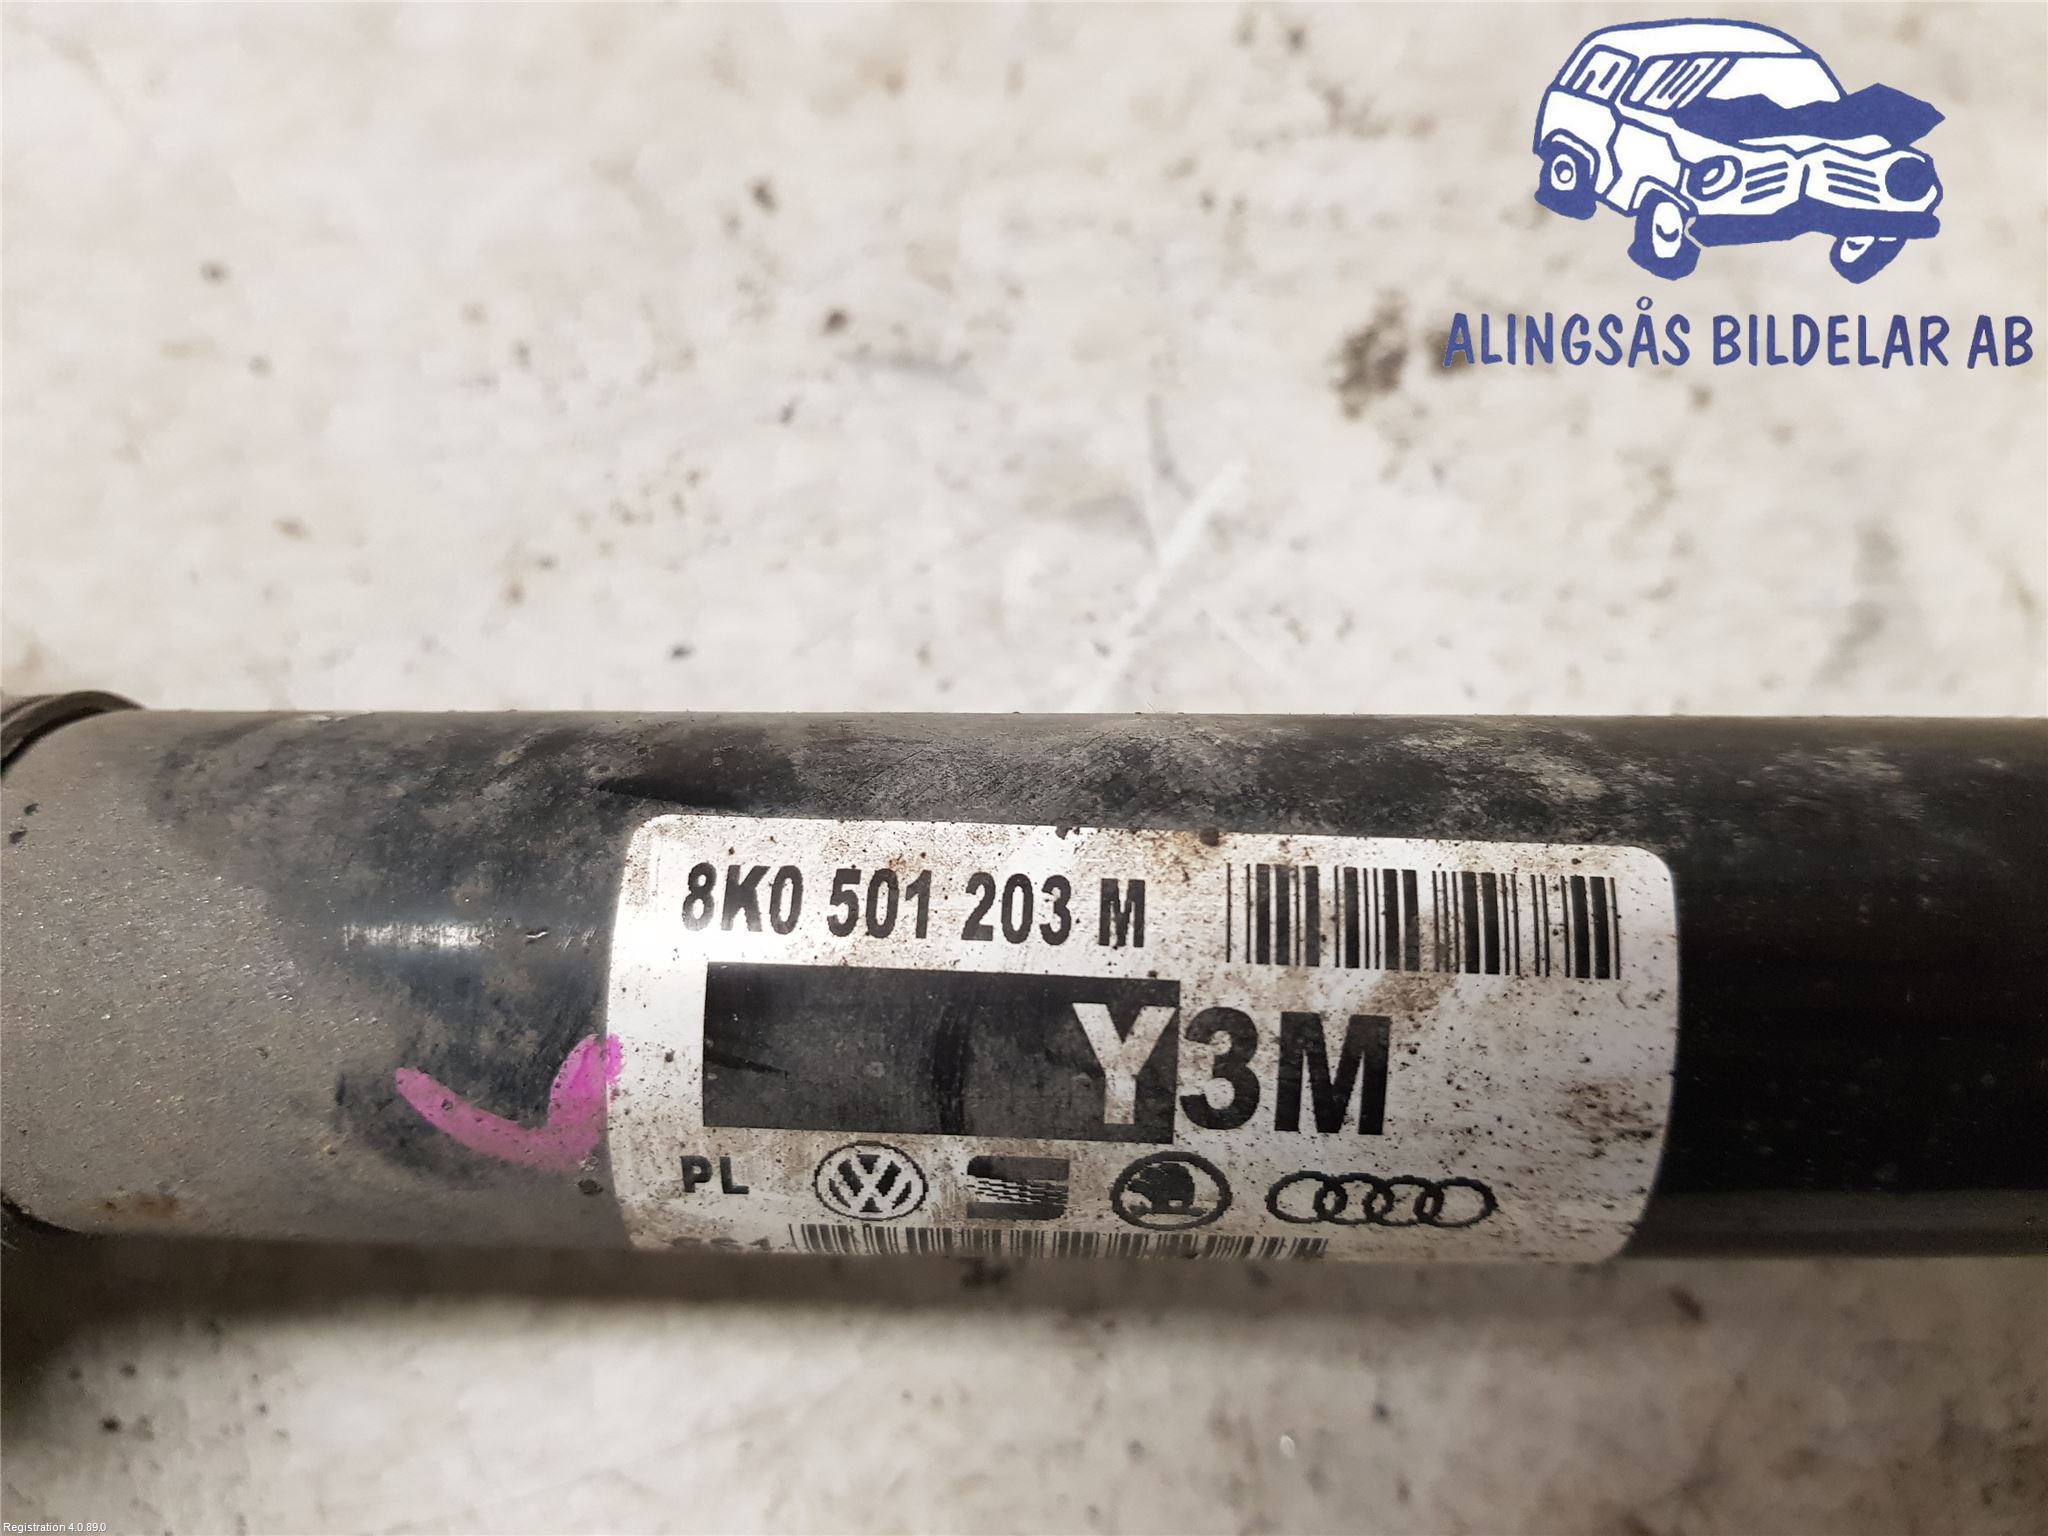 ALINGSÅS BILDELAR AB
8K0 501 203 M
Y3M
PL
Registration 4.0.89.0